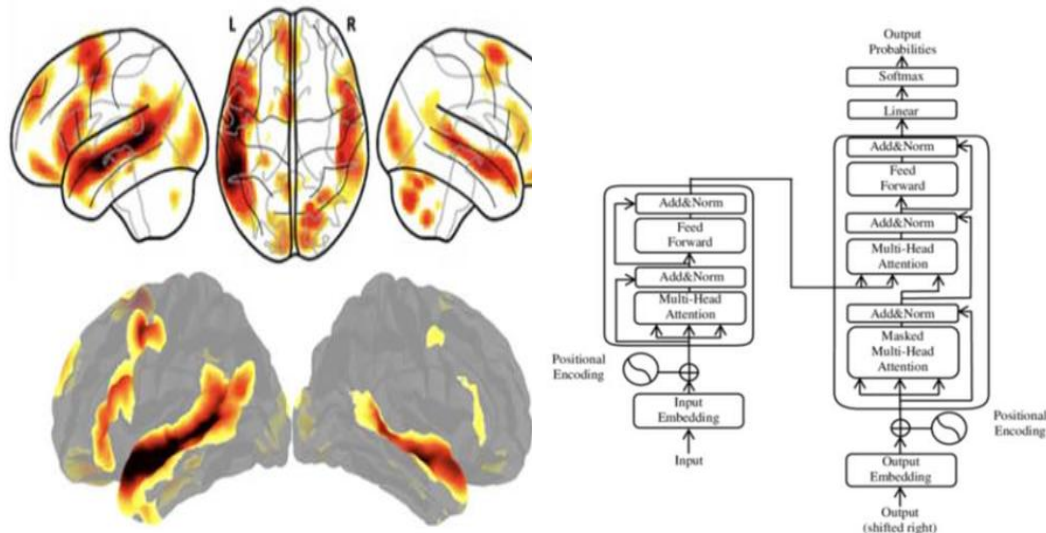 L
R
Output
Probabilities
Softmax
Linear
Add&Norm
Feed
Forward
Add&Norm
Multi-Head
Attention
Add&Norm
Masked
Multi-Head
Attention
Positional
Encoding
Output
Embedding
Output
(shifted right)
Add&Norm
Feed
Forward
Add&Norm
Multi-Head
Attention
Positional
Encoding
Input
Embedding
Input